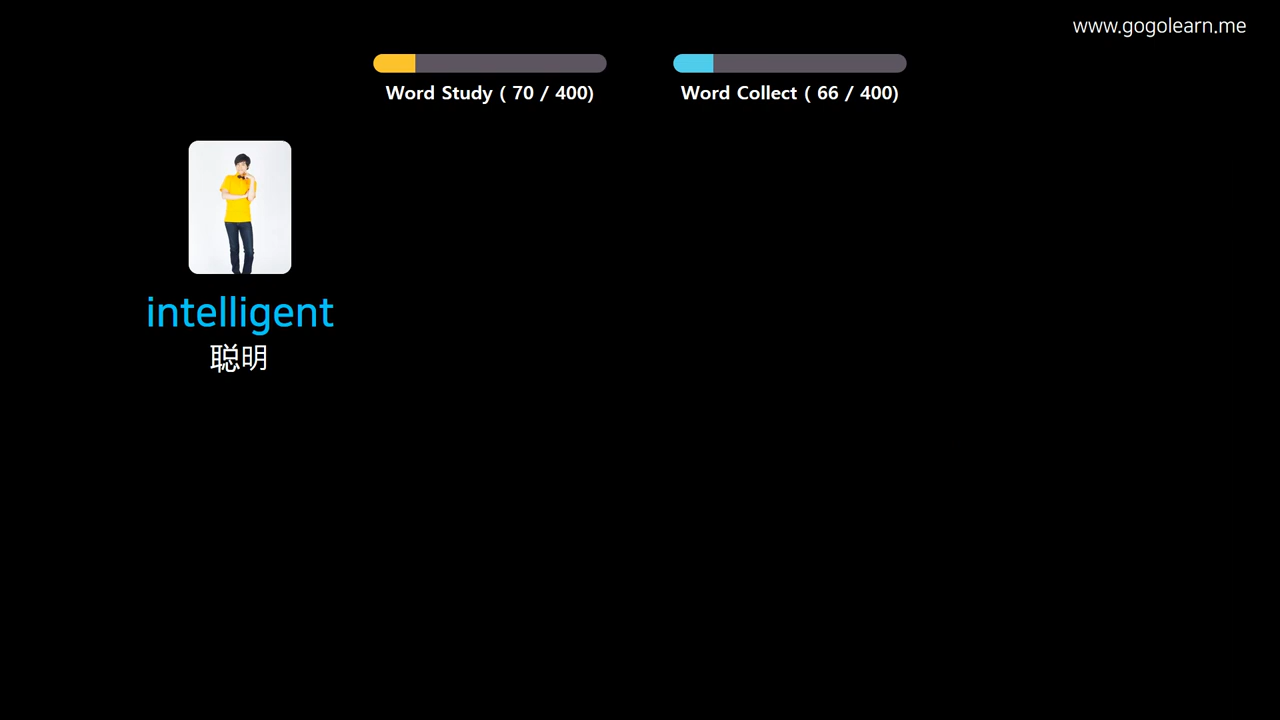 www.gogolearn.me
Word Study ( 70 / 400)
Word Collect ( 66 / 400)
intelligent
聪明